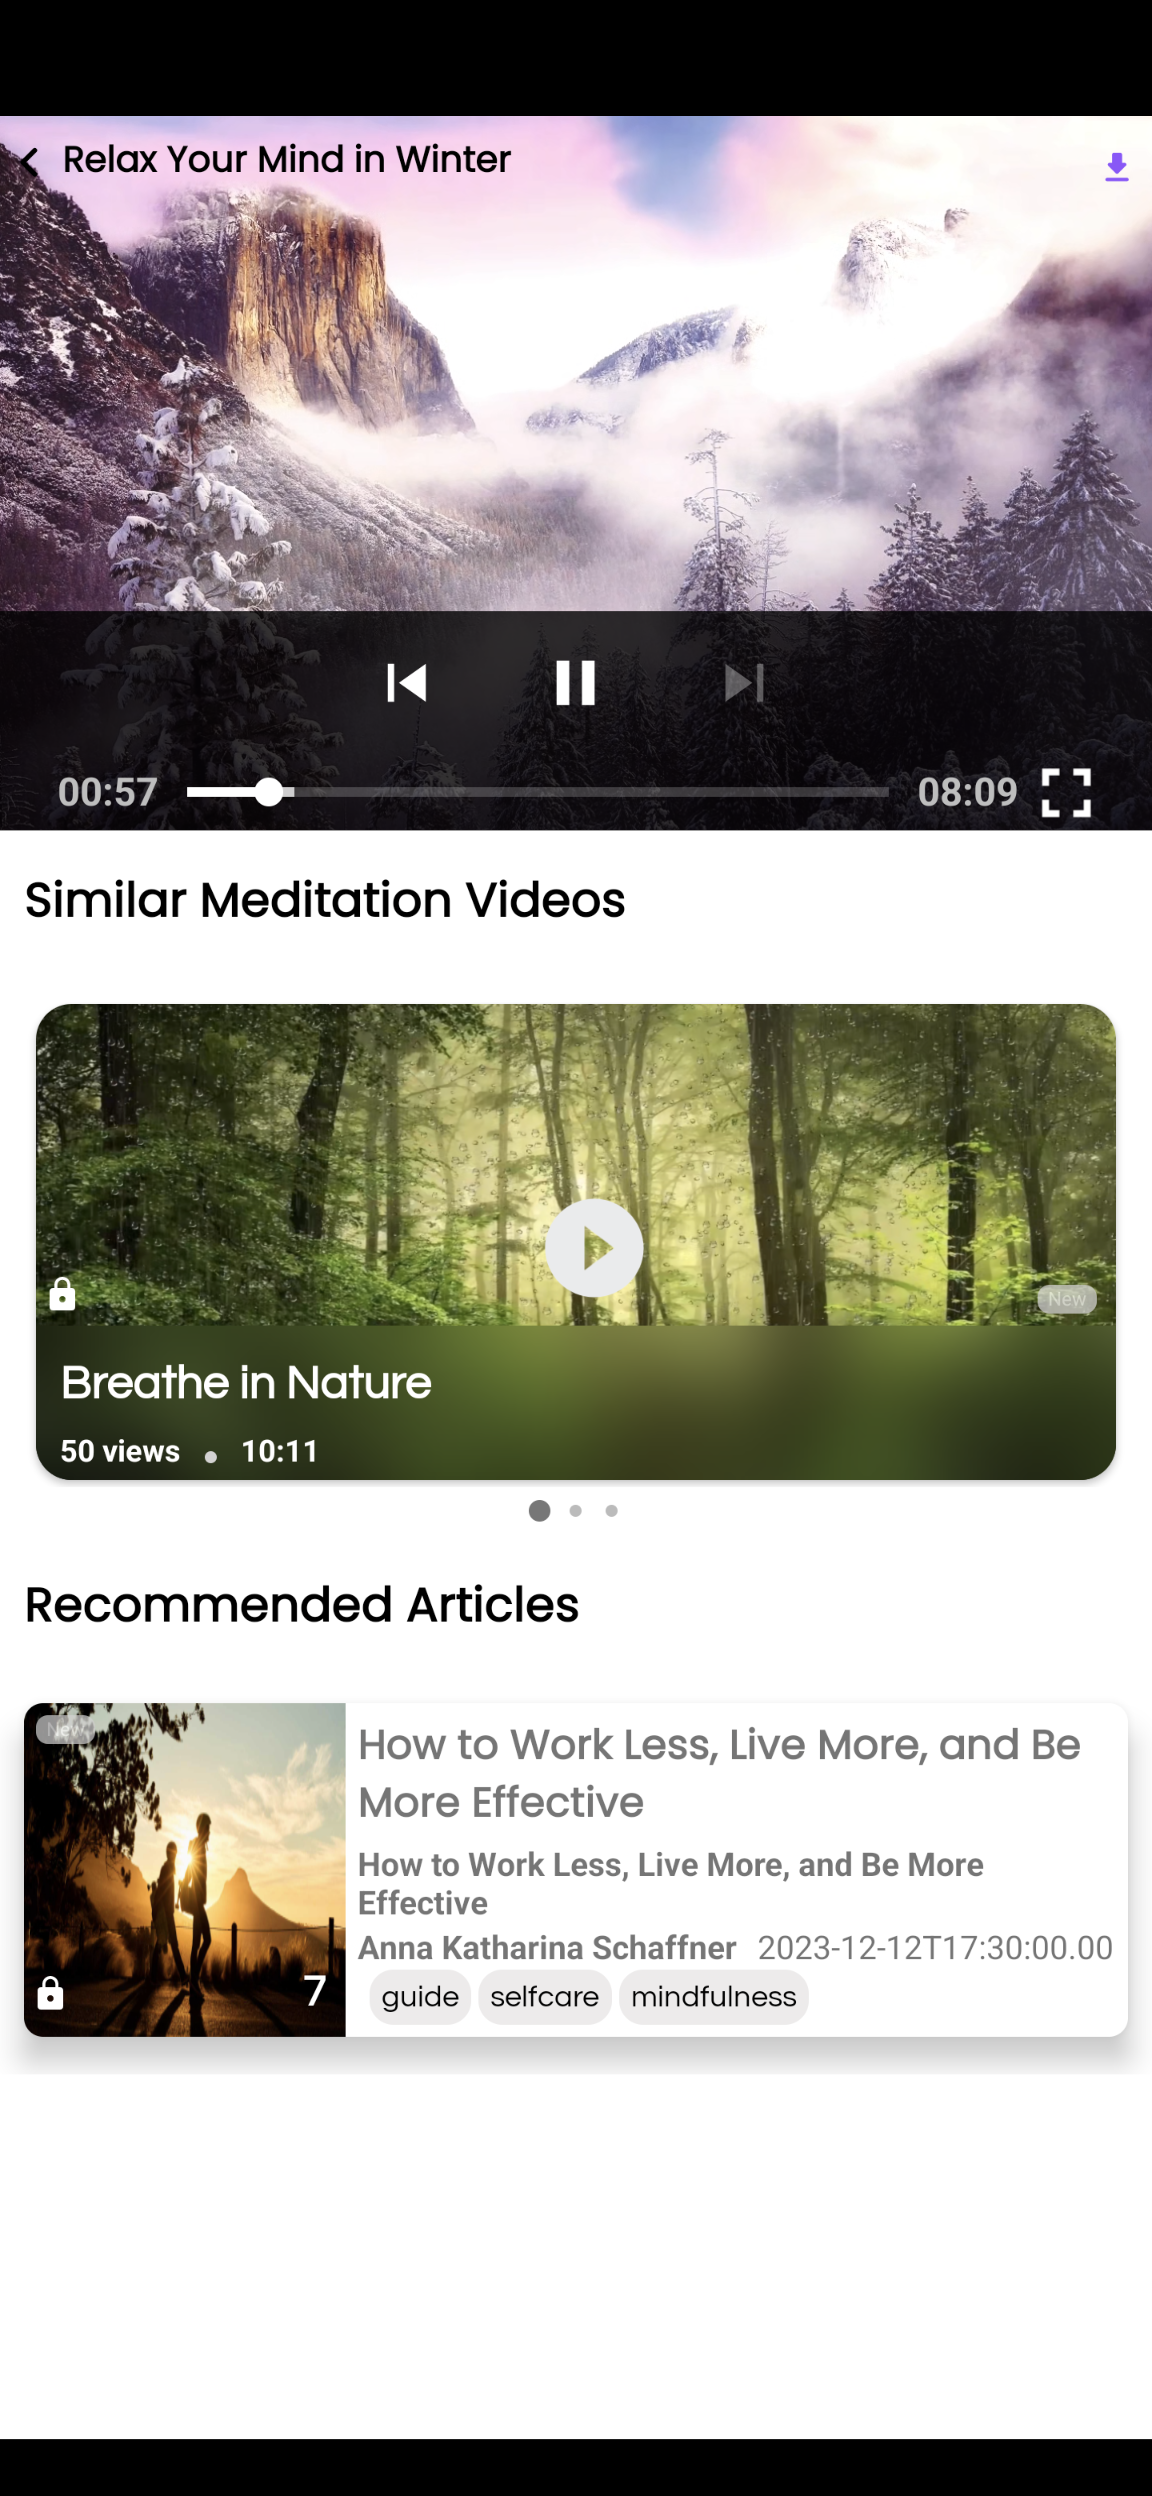 Relax Your Mind in Winter
00:57
08:09
Similar Meditation Videos
New
Breathe in Nature
50 views
10:11
Recommended Articles
New
How to Work Less, Live More, and Be
More Effective
How to Work Less, Live More, and Be More
Effective
Anna Katharina Schaffner 2023-12-12T17:30:00.00
7
guide selfcare mindfulness